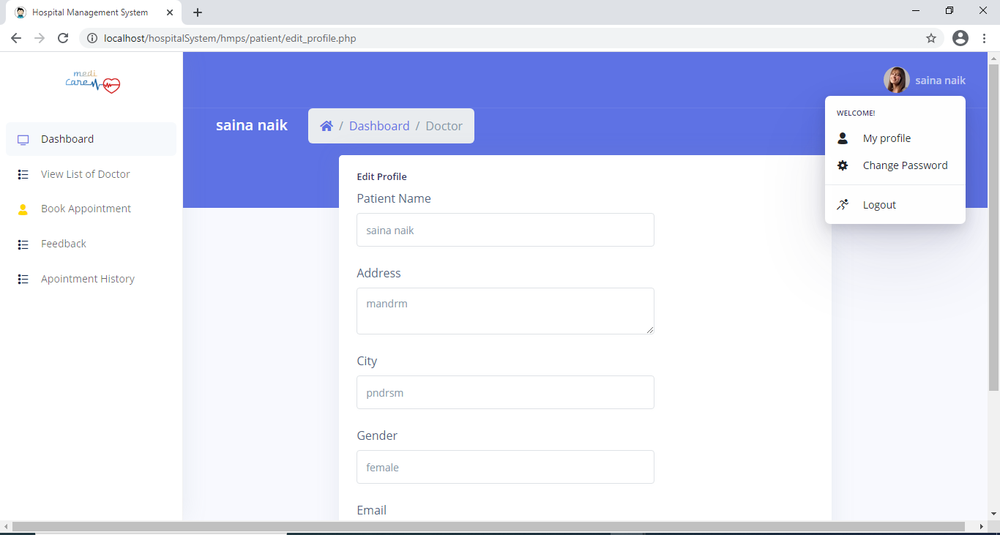 Hospital Management System
localhost/hospitalSystem/hmps/patient/edit_profile.php
medi
care
saina naik
WELCOME!
My profile
Change Password
Logout
saina naik
/ Dashboard / Doctor
Dashboard
View List of Doctor
Book Appointment
Feedback
Apointment History
Edit Profile
Patient Name
saina naik
Address
mandrm
City
pndrsm
Gender
female
Email